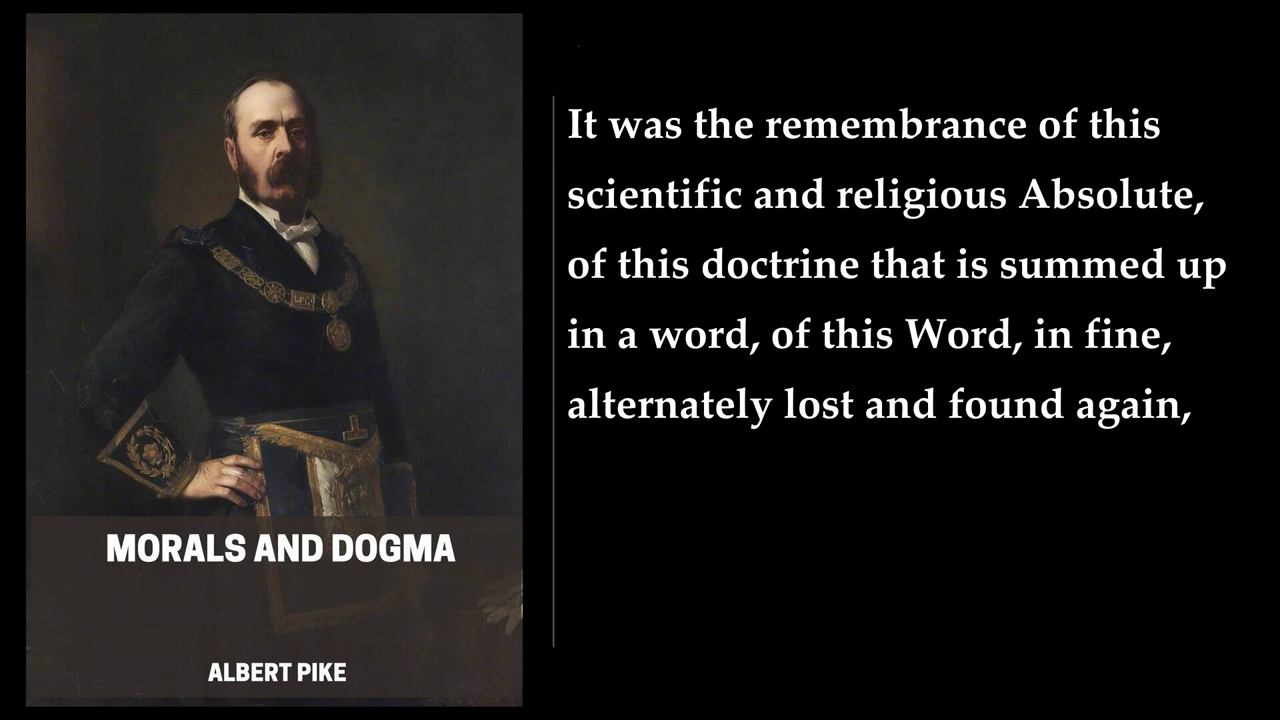 MORALS AND DOGMA
ALBERT PIKE
It was the remembrance of this
scientific and religious Absolute,
of this doctrine that is summed up
in a word, of this Word, in fine,
alternately lost and found again,